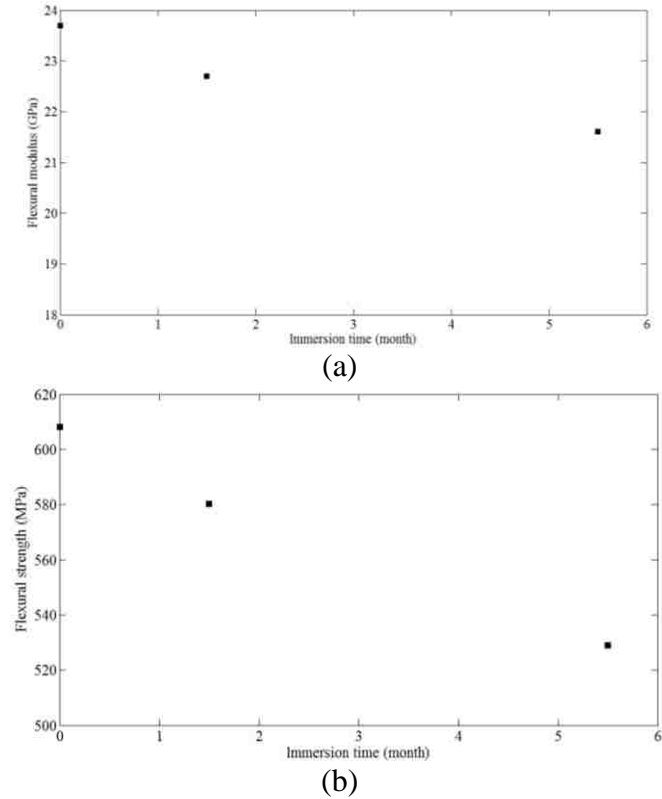 24
23
22
21
20
19
18
Flexural modulus (GPa)
0 1 2 3 4 5 6
Immersion time (month)
(a)
620
600
580
560
540
520
500
Flexural strength (MPa)
0 1 2 3 4 5 6
Immersion time (month)
(b)